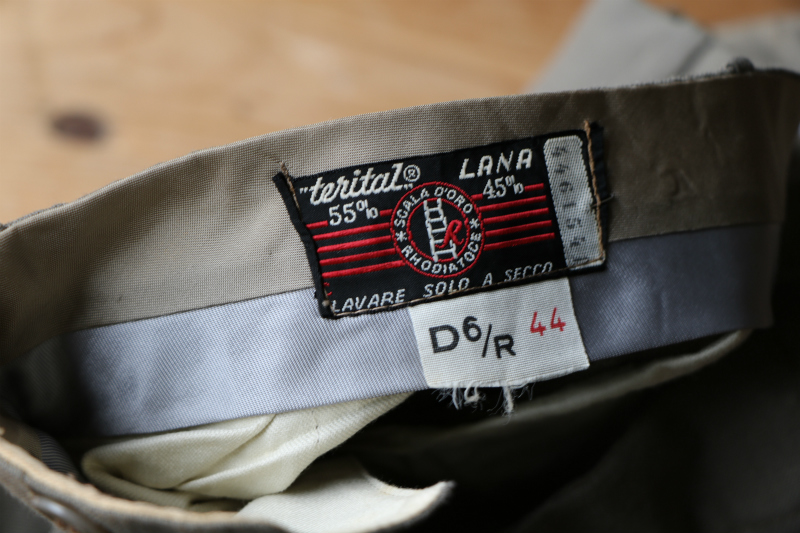 "terital"® LANA
55% 45%
SCALA D'ORO
R
* RHODIATOCE *
LAVARE SOLO A SECCO
D6/R 44